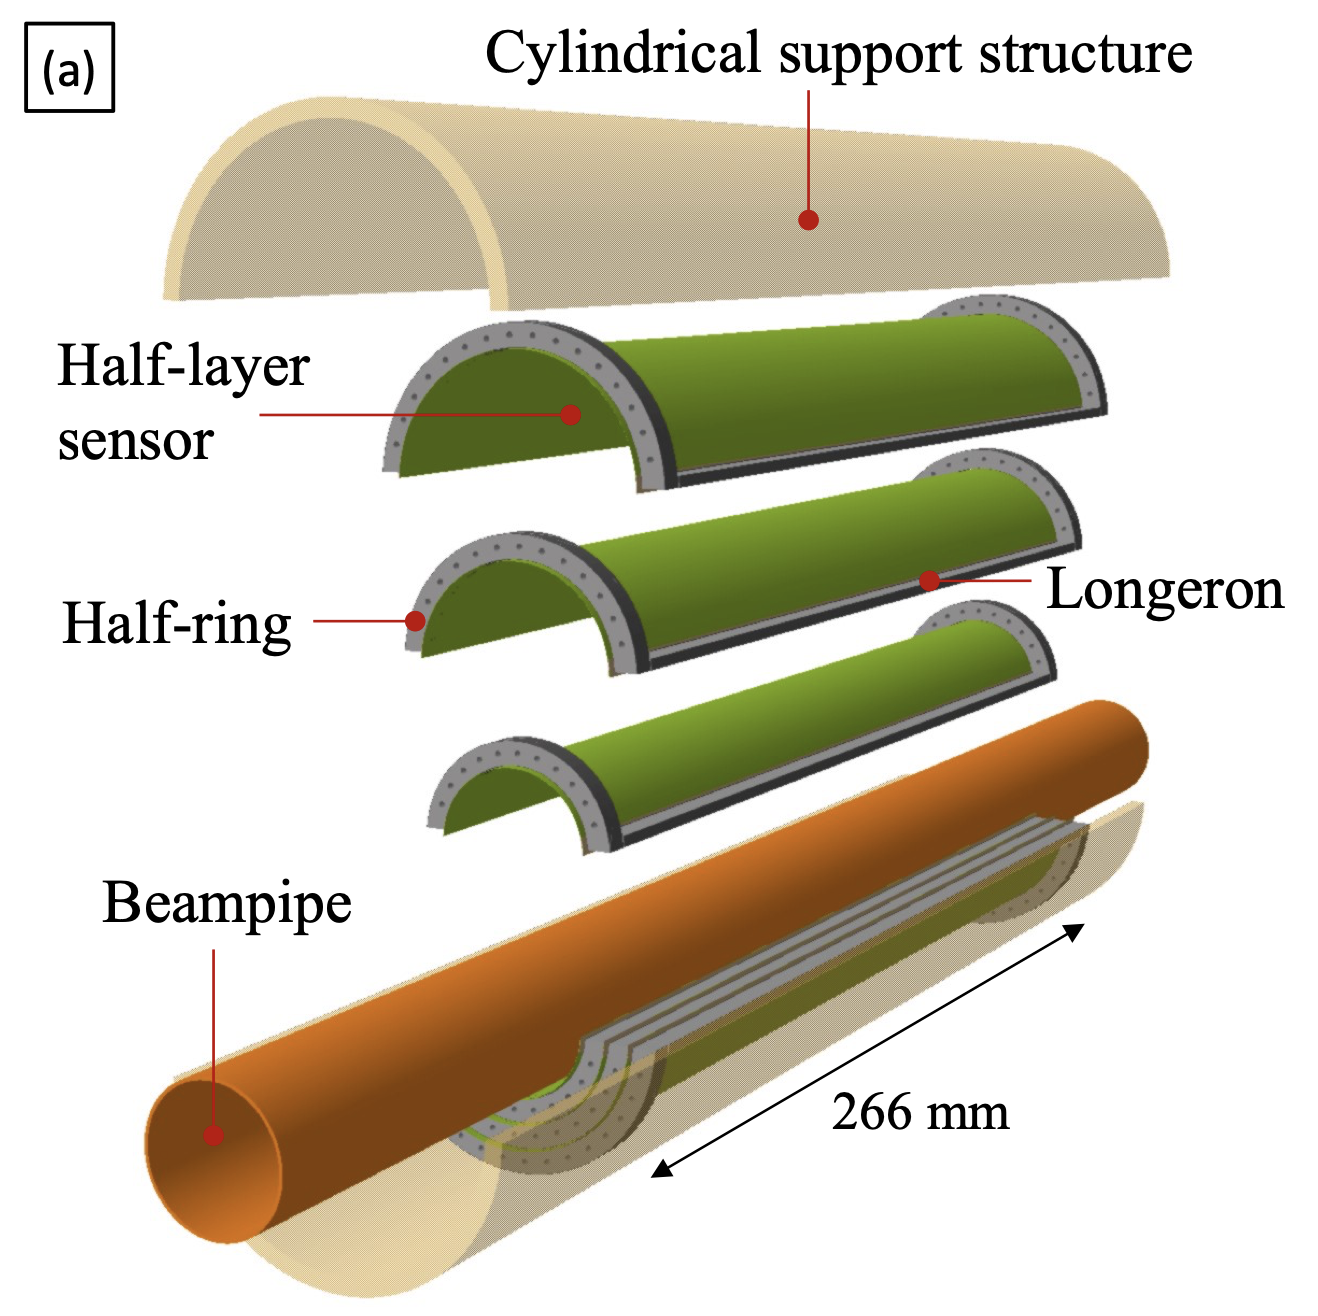 (a)
Cylindrical support structure
Half-layer
sensor
Half-ring
Longeron
Beampipe
266 mm